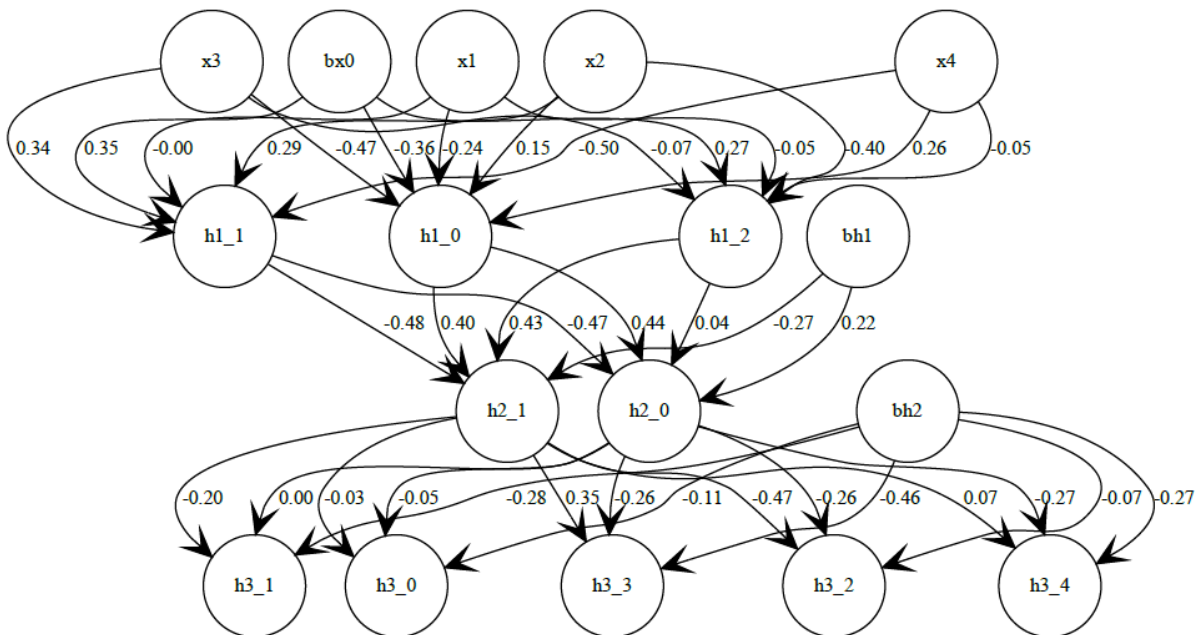 x3 bx0 x1 x2 x4
0.34 0.35 -0.00 0.29 -0.47 -0.36 -0.24 0.15 -0.50 -0.07 0.27 -0.05 -0.40 0.26 -0.05
h1_1 h1_0 h1_2 bh1
-0.48 0.40 0.43 -0.47 0.44 0.04 -0.27 0.22
h2_1 h2_0 bh2
-0.20 0.00 -0.03 -0.05 -0.28 0.35 -0.26 -0.11 -0.47 -0.26 -0.46 0.07 -0.27 -0.07 -0.27
h3_1 h3_0 h3_3 h3_2 h3_4